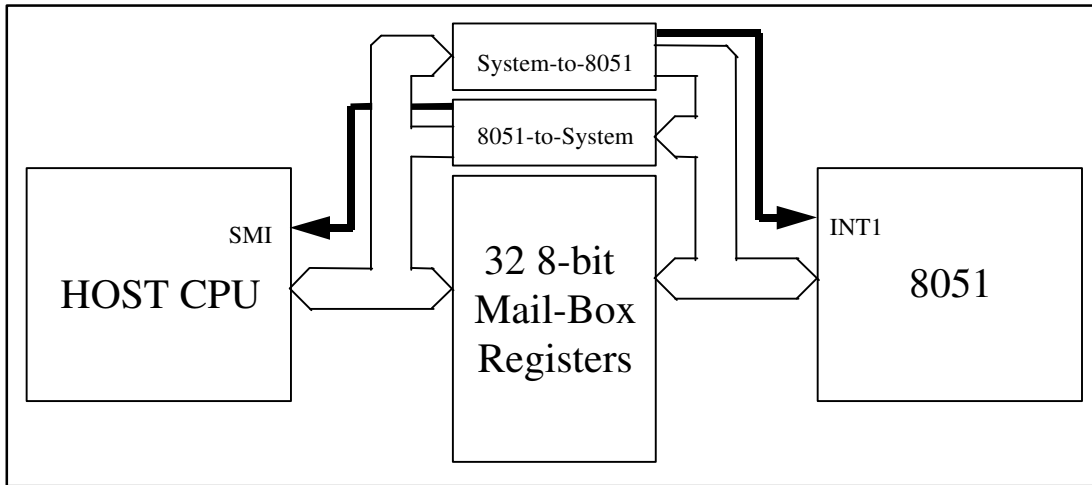 System-to-8051
8051-to-System
SMI
HOST CPU
32 8-bit
Mail-Box
Registers
INT1
8051